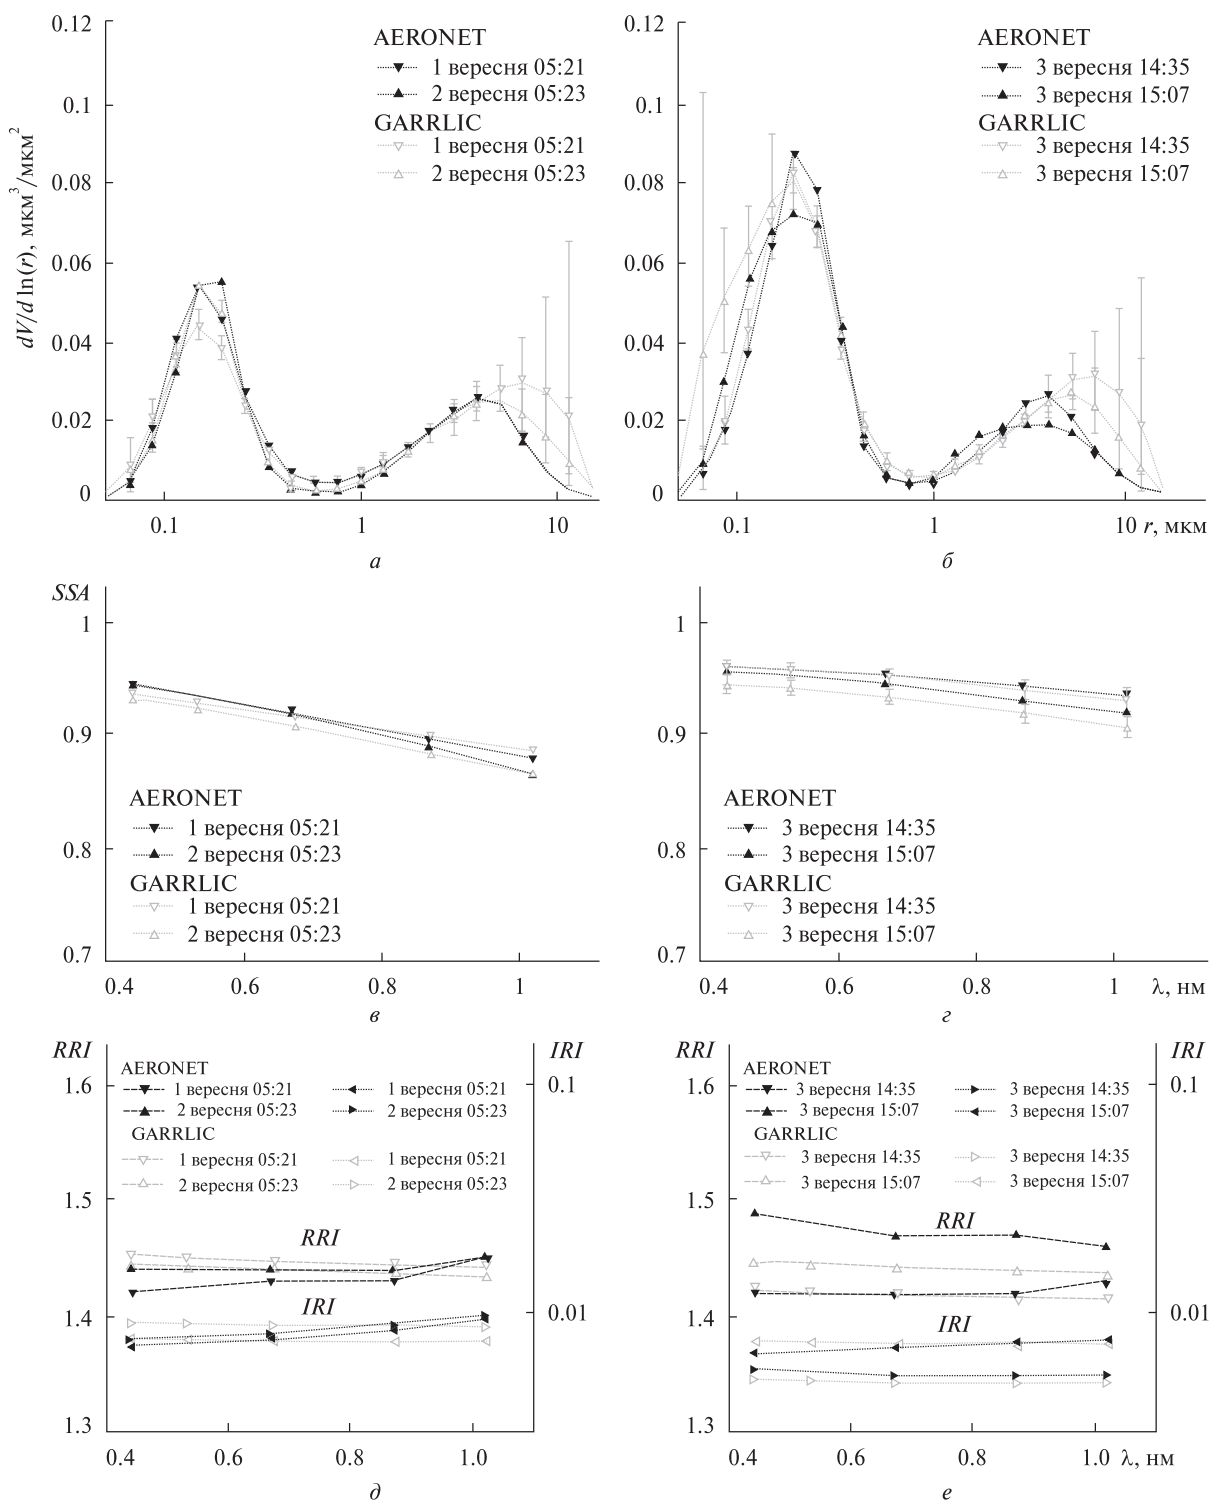 0.12
0.1
0.08
0.06
0.04
0.02
0
dV/d ln(r), мкм³/мкм²
AERONET
1 вересня 05:21
2 вересня 05:23
GARRLIC
1 вересня 05:21
2 вересня 05:23
0.1 1 10
а
0.12
0.1
0.08
0.06
0.04
0.02
0
AERONET
3 вересня 14:35
3 вересня 15:07
GARRLIC
3 вересня 14:35
3 вересня 15:07
0.1 1 10 r, мкм
б
SSA
1
0.9
0.8
0.7
AERONET
1 вересня 05:21
2 вересня 05:23
GARRLIC
1 вересня 05:21
2 вересня 05:23
0.4 0.6 0.8 1
в
1
0.9
0.8
0.7
AERONET
3 вересня 14:35
3 вересня 15:07
GARRLIC
3 вересня 14:35
3 вересня 15:07
0.4 0.6 0.8 1 λ, нм
г
RRI
1.6
1.5
1.4
1.3
IRI
0.1
0.01
AERONET
1 вересня 05:21 1 вересня 05:21
2 вересня 05:23 2 вересня 05:23
GARRLIC
1 вересня 05:21 1 вересня 05:21
2 вересня 05:23 2 вересня 05:23
RRI
IRI
0.4 0.6 0.8 1.0
д
RRI
1.6
1.5
1.4
1.3
IRI
0.1
0.01
AERONET
3 вересня 14:35 3 вересня 14:35
3 вересня 15:07 3 вересня 15:07
GARRLIC
3 вересня 14:35 3 вересня 14:35
3 вересня 15:07 3 вересня 15:07
RRI
IRI
0.4 0.6 0.8 1.0 λ, нм
е